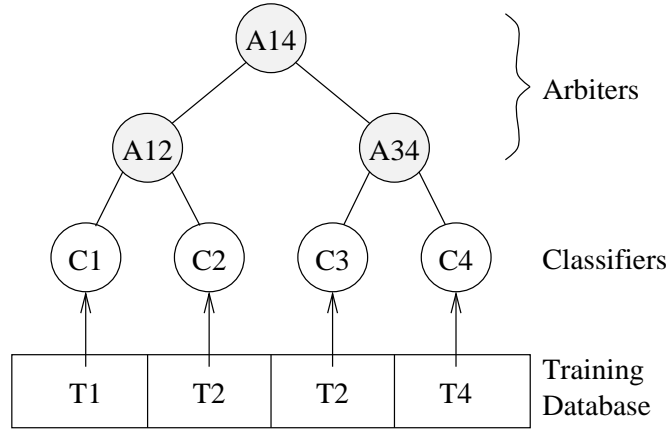 A14
Arbiters
A12
A34
C1
C2
C3
C4
Classifiers
T1
T2
T2
T4
Training
Database